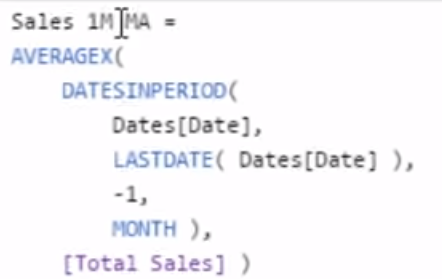 Sales 1M MA =
AVERAGEX(
DATESINPERIOD(
Dates[Date],
LASTDATE( Dates[Date] ),
-1,
MONTH ),
[Total Sales] )